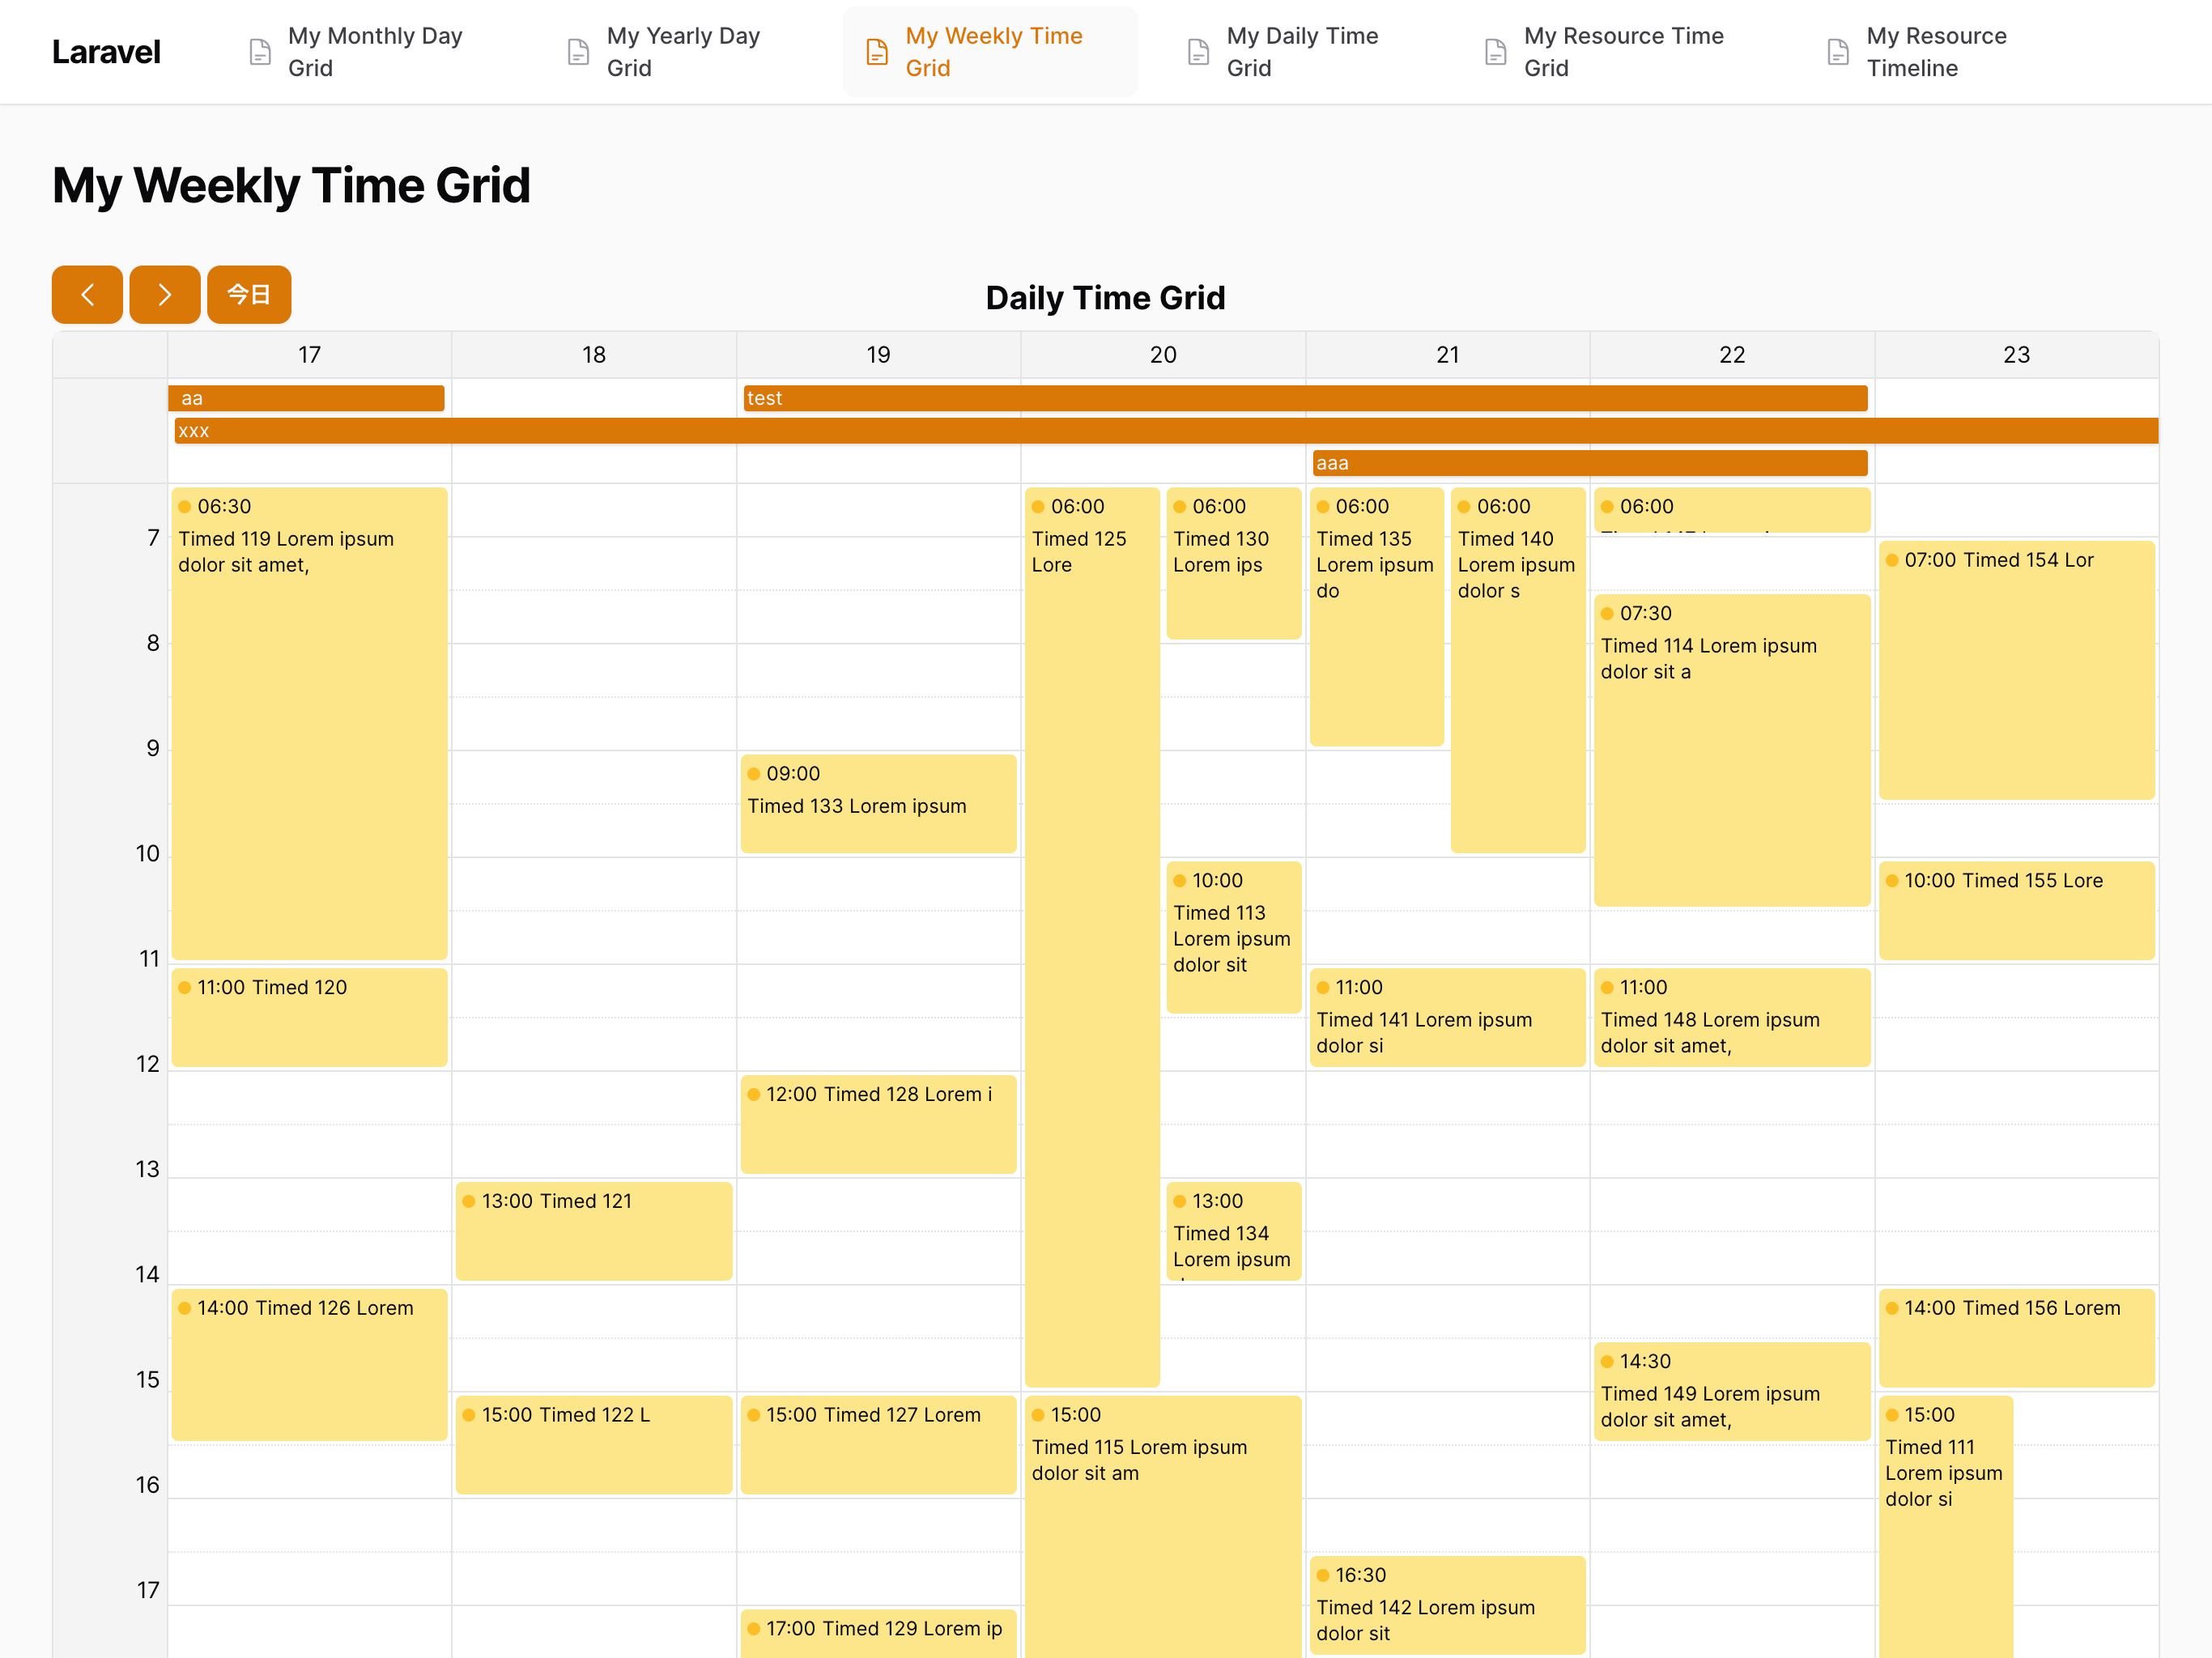 Laravel
My Monthly Day
Grid
My Yearly Day
Grid
My Weekly Time
Grid
My Daily Time
Grid
My Resource Time
Grid
My Resource
Timeline
My Weekly Time Grid
今日
Daily Time Grid
17
18
19
20
21
22
23
aa
test
xxx
aaa
7
8
9
10
11
12
13
14
15
16
17
06:30
Timed 119 Lorem ipsum
dolor sit amet,
11:00 Timed 120
14:00 Timed 126 Lorem
13:00 Timed 121
15:00 Timed 122 L
09:00
Timed 133 Lorem ipsum
12:00 Timed 128 Lorem i
15:00 Timed 127 Lorem
17:00 Timed 129 Lorem ip
06:00
Timed 125
Lore
06:00
Timed 130
Lorem ips
10:00
Timed 113
Lorem ipsum
dolor sit
13:00
Timed 134
Lorem ipsum
15:00
Timed 115 Lorem ipsum
dolor sit am
06:00
Timed 135
Lorem ipsum
do
06:00
Timed 140
Lorem ipsum
dolor s
11:00
Timed 141 Lorem ipsum
dolor si
16:30
Timed 142 Lorem ipsum
dolor sit
06:00
07:30
Timed 114 Lorem ipsum
dolor sit a
11:00
Timed 148 Lorem ipsum
dolor sit amet,
14:30
Timed 149 Lorem ipsum
dolor sit amet,
07:00 Timed 154 Lor
10:00 Timed 155 Lore
14:00 Timed 156 Lorem
15:00
Timed 111
Lorem ipsum
dolor si